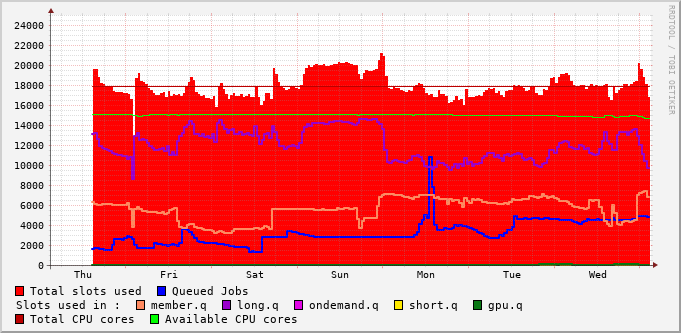 24000
22000
20000
18000
16000
14000
12000
10000
8000
6000
4000
2000
0
Thu Fri Sat Sun Mon Tue Wed
Total slots used Queued Jobs
Slots used in : member.q long.q ondemand.q short.q gpu.q
Total CPU cores Available CPU cores
RRDTOOL / TOBI OETIKER